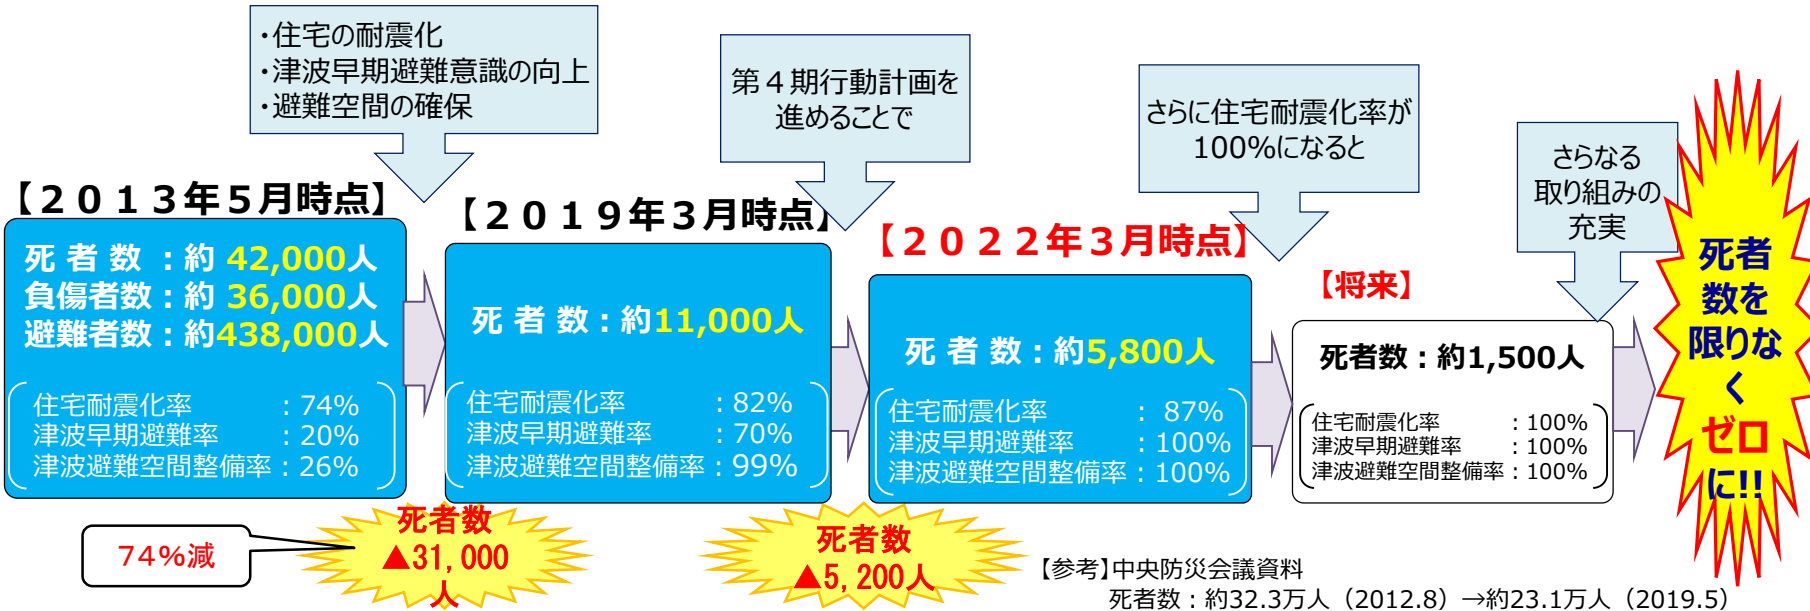 ・住宅の耐震化
・津波早期避難意識の向上
・避難空間の確保
第４期行動計画を
進めることで
さらに住宅耐震化率が
100%になると
さらなる
取り組みの
充実
【２０１３年５月時点】
死 者 数 ：約 42,000人
負傷者数：約 36,000人
避難者数：約438,000人
住宅耐震化率 ：74%
津波早期避難率 ：20%
津波避難空間整備率：26%
【２０１９年３月時点】
死 者 数：約11,000人
住宅耐震化率 ：82%
津波早期避難率 ：70%
津波避難空間整備率：99%
【２０２２年３月時点】
死 者 数：約5,800人
住宅耐震化率 ：87%
津波早期避難率 ：100%
津波避難空間整備率：100%
【将来】
死者数：約1,500人
住宅耐震化率 ：100%
津波早期避難率 ：100%
津波避難空間整備率：100%
死者
数を
限りな
く
ゼロ
に!!
74%減
死者数
▲31,000
人
死者数
▲5,200人
【参考】中央防災会議資料
死者数：約32.3万人（2012.8）→約23.1万人（2019.5）